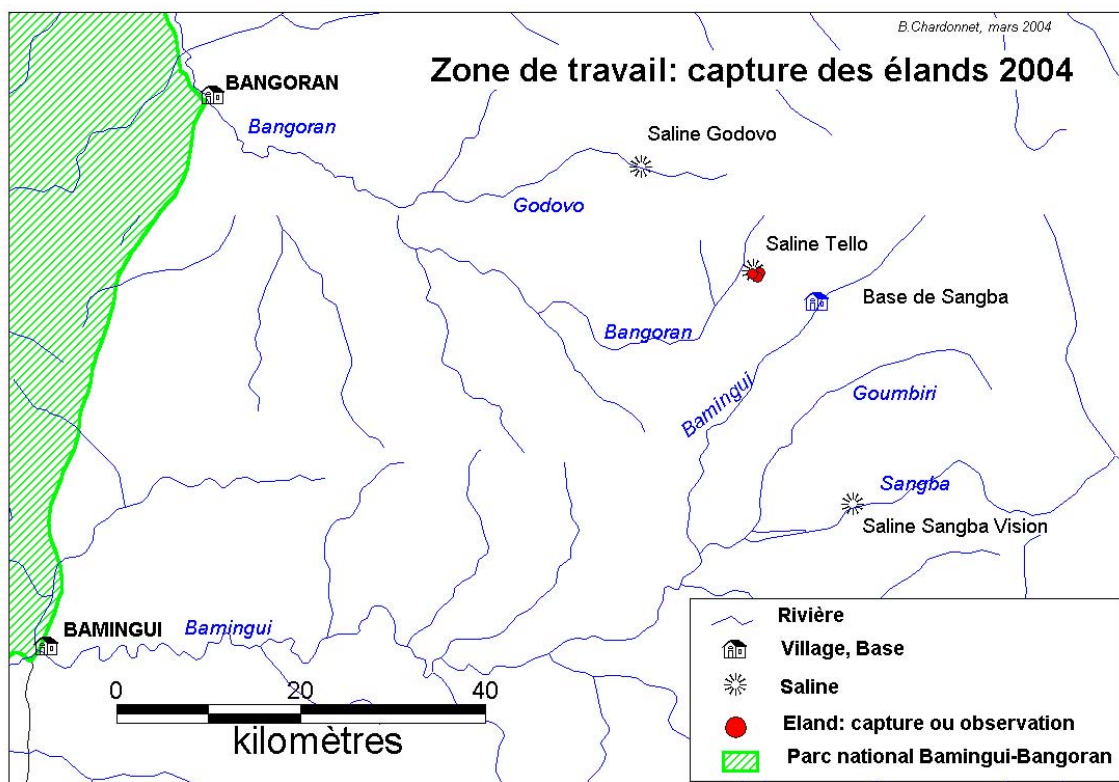 B.Chardonnet, mars 2004
Zone de travail: capture des élands 2004
BANGORAN
Bangoran
Saline Godovo
Godovo
Saline Tello
Base de Sangba
Bangoran
Bamingui
Goumbiri
Sangba
Saline Sangba Vision
BAMINGUI
Bamingui
0 20 40
kilomètres
Rivière
Village, Base
Saline
Eland: capture ou observation
Parc national Bamingui-Bangoran